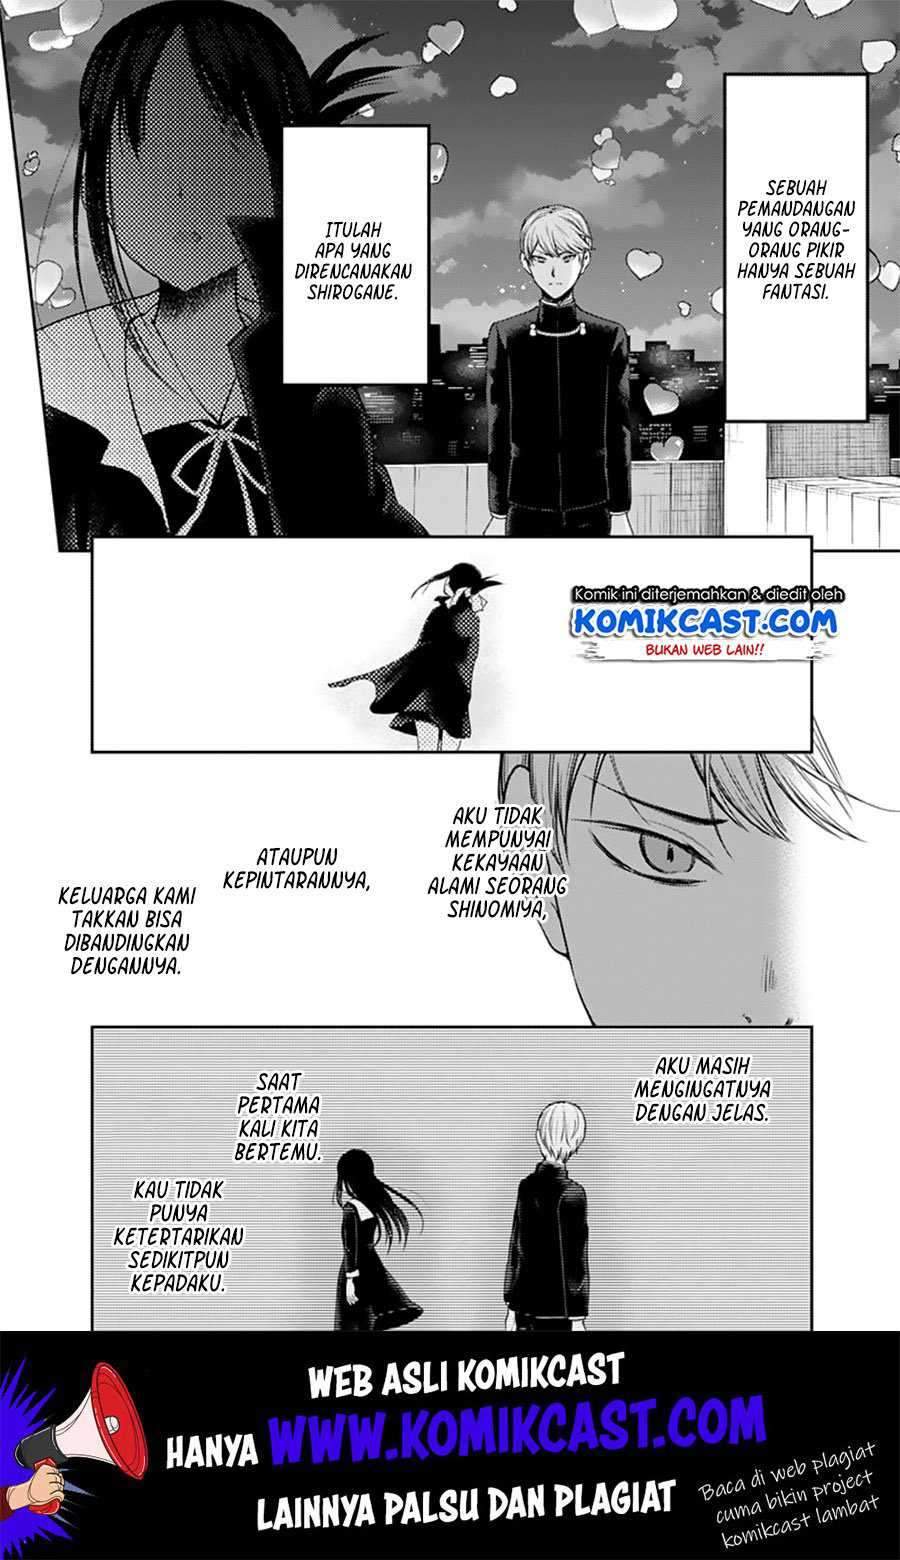 SEBUAH
PEMANDANGAN
YANG ORANG-
ORANG PIKIR
HANYA SEBUAH
FANTASI.
ITULAH
APA YANG
DIRENCANAKAN
SHIROGANE.
Komik ini diterjemahkan & diedit oleh
KOMIKCAST.COM
BUKAN WEB LAIN!!
AKU TIDAK
MEMPUNYAI
KEKAYAAN
ALAMI SEORANG
SHINOMIYA,
ATAUPUN
KEPINTARANNYA,
KELUARGA KAMI
TAKKAN BISA
DIBANDINGKAN
DENGANNYA.
AKU MASIH
MENGINGATNYA
DENGAN JELAS.
SAAT
PERTAMA
KALI KITA
BERTEMU.
KAU TIDAK
PUNYA
KETERTARIKAN
SEDIKITPUN
KEPADAKU.
WEB ASLI KOMIKCAST
HANYA WWW.KOMIKCAST.COM
LAINNYA PALSU DAN PLAGIAT
Baca di web plagiat
cuma bikin project
komikcast lambat